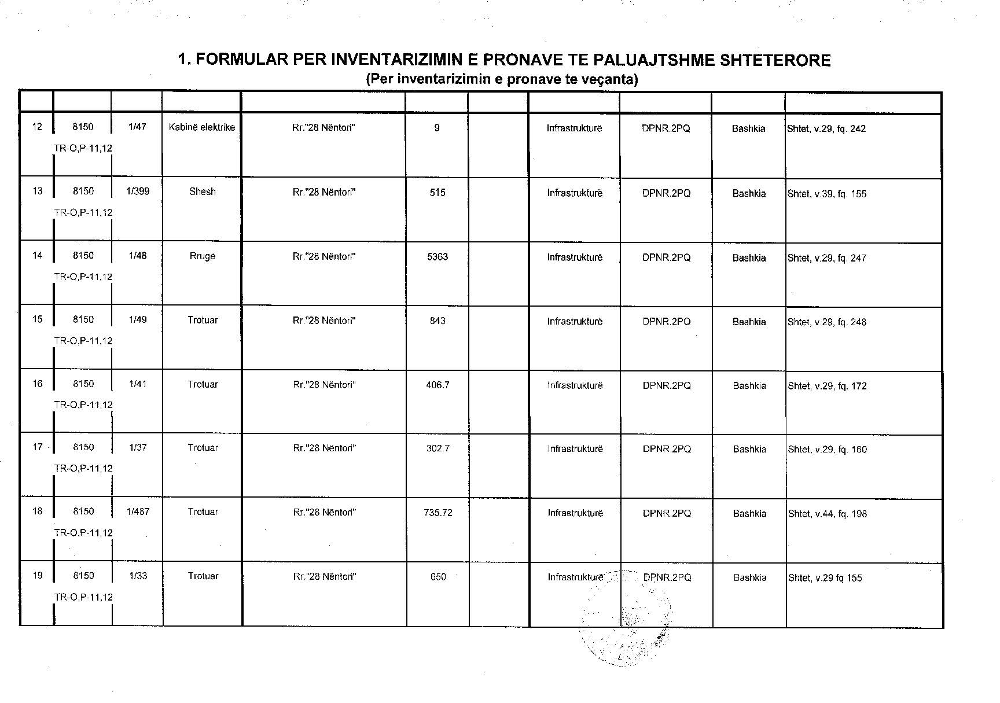 1. FORMULAR PER INVENTARIZIMIN E PRONAVE TE PALUAJTSHME SHTETERORE
(Per inventarizimin e pronave te veçanta)
12 8150 1/47 Kabinë elektrike Rr."28 Nëntori" 9 Infrastrukturë DPNR.2PQ Bashkia Shtet, v.29, fq. 242
TR-O,P-11,12
13 8150 1/399 Shesh Rr."28 Nëntori" 515 Infrastrukturë DPNR.2PQ Bashkia Shtet, v.39, fq. 155
TR-O,P-11,12
14 8150 1/48 Rrugë Rr."28 Nëntori" 5363 Infrastrukturë DPNR.2PQ Bashkia Shtet, v.29, fq. 247
TR-O,P-11,12
15 8150 1/49 Trotuar Rr."28 Nëntori" 843 Infrastrukturë DPNR.2PQ Bashkia Shtet, v.29, fq. 248
TR-O,P-11,12
16 8150 1/41 Trotuar Rr."28 Nëntori" 406.7 Infrastrukturë DPNR.2PQ Bashkia Shtet, v.29, fq. 172
TR-O,P-11,12
17 8150 1/37 Trotuar Rr."28 Nëntori" 302.7 Infrastrukturë DPNR.2PQ Bashkia Shtet, v.29, fq. 160
TR-O,P-11,12
18 8150 1/487 Trotuar Rr."28 Nëntori" 735.72 Infrastrukturë DPNR.2PQ Bashkia Shtet, v.44, fq. 198
TR-O,P-11,12
19 8150 1/33 Trotuar Rr."28 Nëntori" 650 Infrastrukturë DPNR.2PQ Bashkia Shtet, v.29 fq 155
TR-O,P-11,12